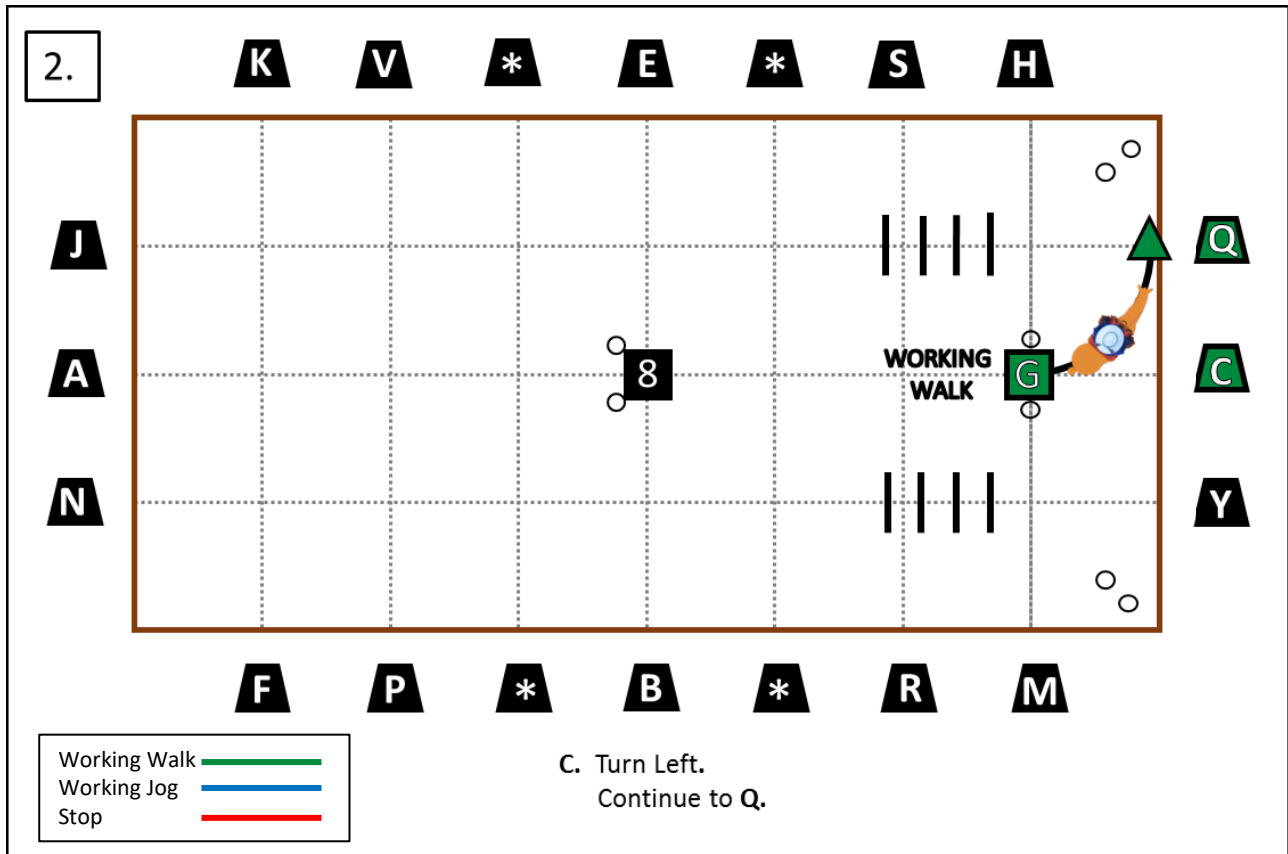 2.
K V * E * S H
J Q
A 8 WORKING WALK G C
N Y
F P * B * R M
Working Walk
Working Jog
Stop
C. Turn Left.
Continue to Q.